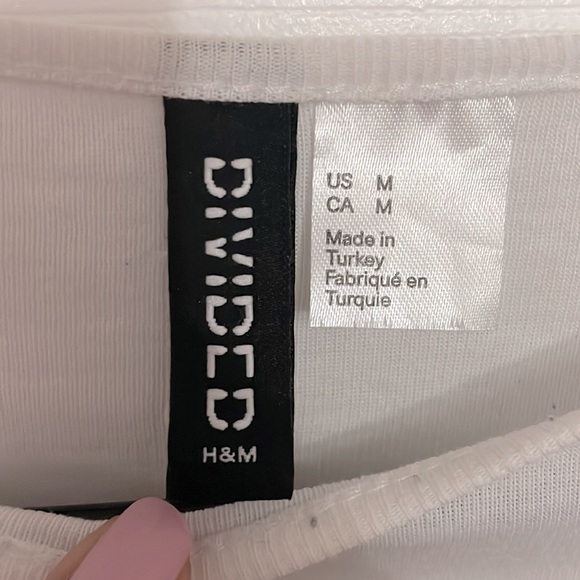 DIVIDED
H&M
US M
CA M
Made in
Turkey
Fabriqué en
Turquie